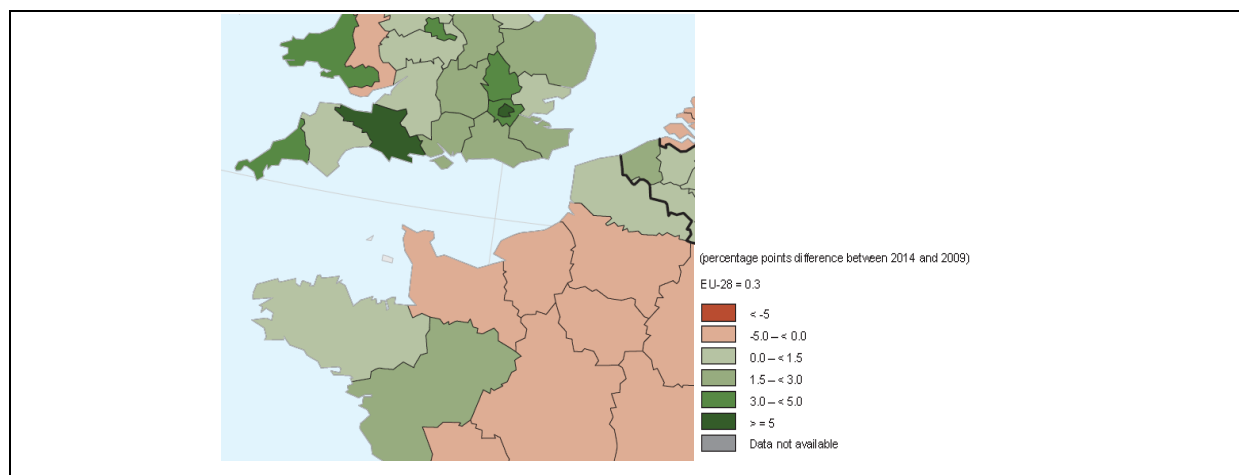 (percentage points difference between 2014 and 2009)
EU-28 = 0.3
< -5
-5.0 – < 0.0
0.0 – < 1.5
1.5 – < 3.0
3.0 – < 5.0
> = 5
Data not available